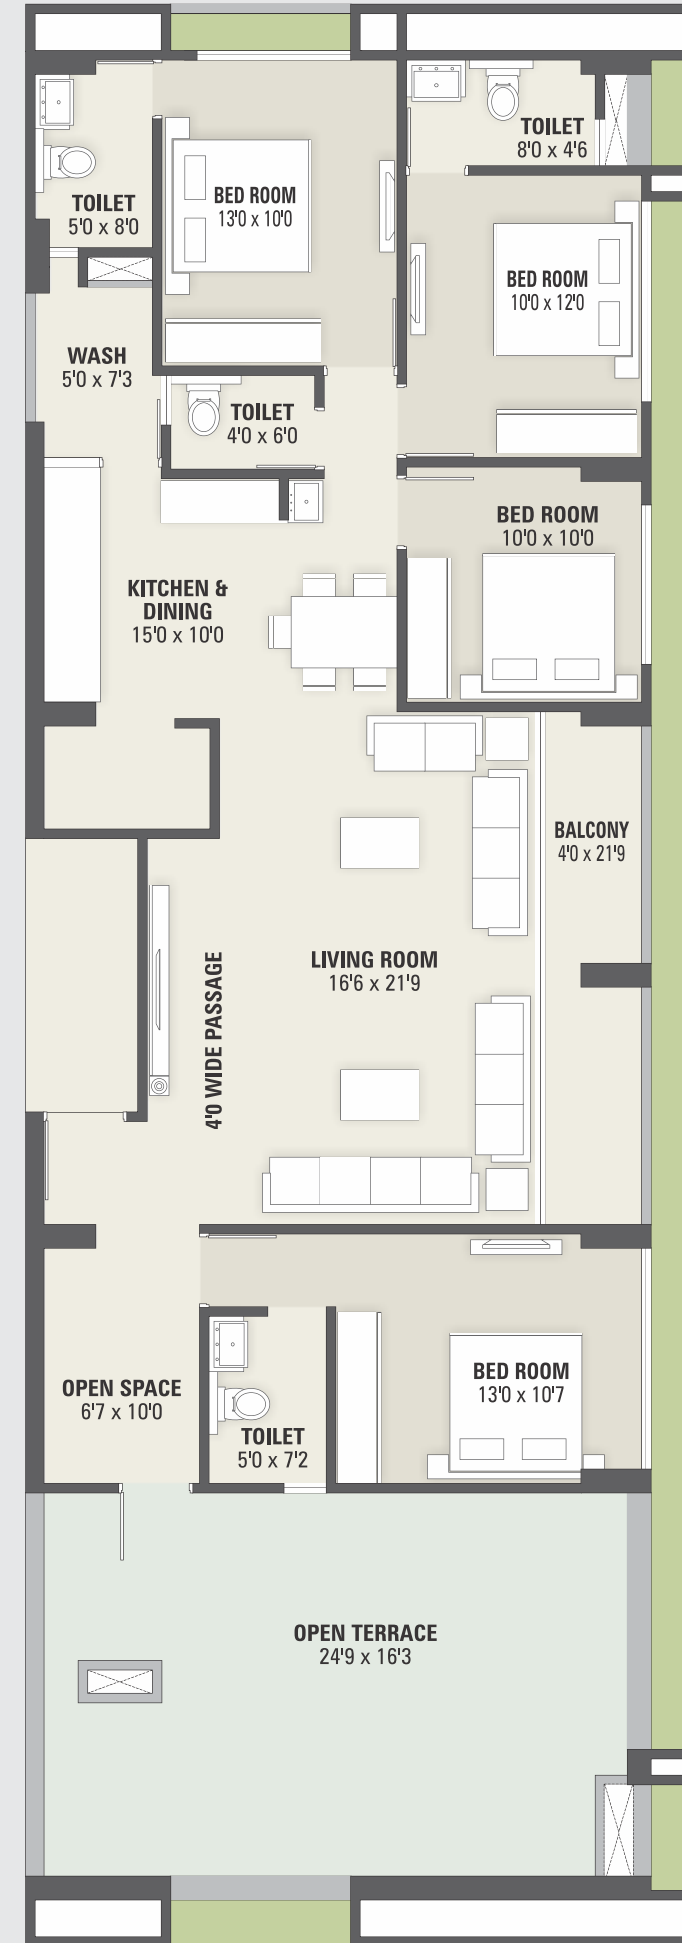 TOILET
8'0 x 4'6
BED ROOM
13'0 x 10'0
TOILET
5'0 x 8'0
BED ROOM
10'0 x 12'0
WASH
5'0 x 7'3
TOILET
4'0 x 6'0
BED ROOM
10'0 x 10'0
KITCHEN &
DINING
15'0 x 10'0
BALCONY
4'0 x 21'9
LIVING ROOM
16'6 x 21'9
4'0 WIDE PASSAGE
BED ROOM
13'0 x 10'7
OPEN SPACE
6'7 x 10'0
TOILET
5'0 x 7'2
OPEN TERRACE
24'9 x 16'3